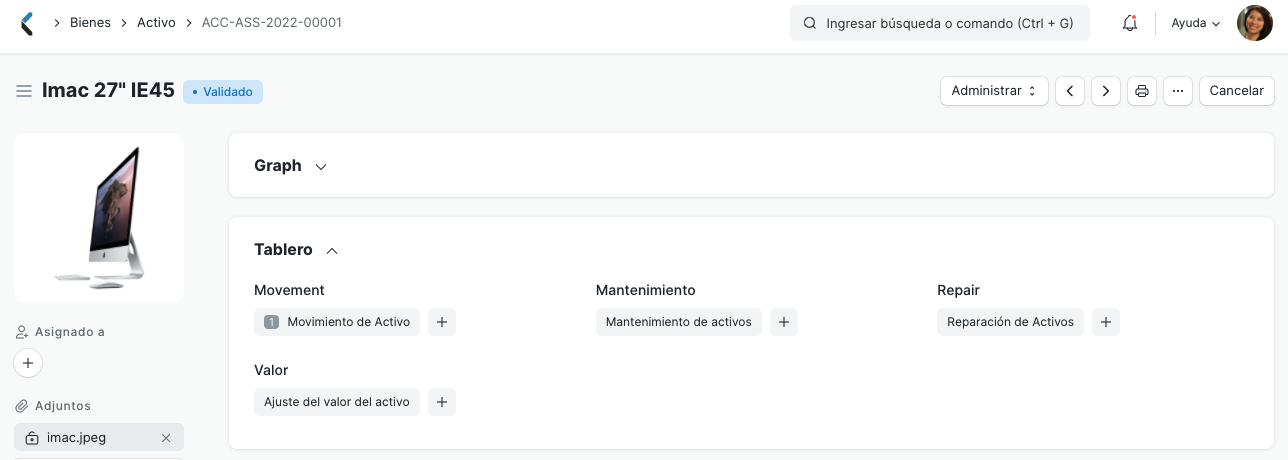 Bienes Activo ACC-ASS-2022-00001
Ingresar búsqueda o comando (Ctrl + G)
Ayuda
Imac 27" IE45
Validado
Administrar
Cancelar
Graph
Tablero
Movement
Mantenimiento
Repair
1 Movimiento de Activo
Mantenimiento de activos
Reparación de Activos
Valor
Ajuste del valor del activo
Asignado a
Adjuntos
imac.jpeg